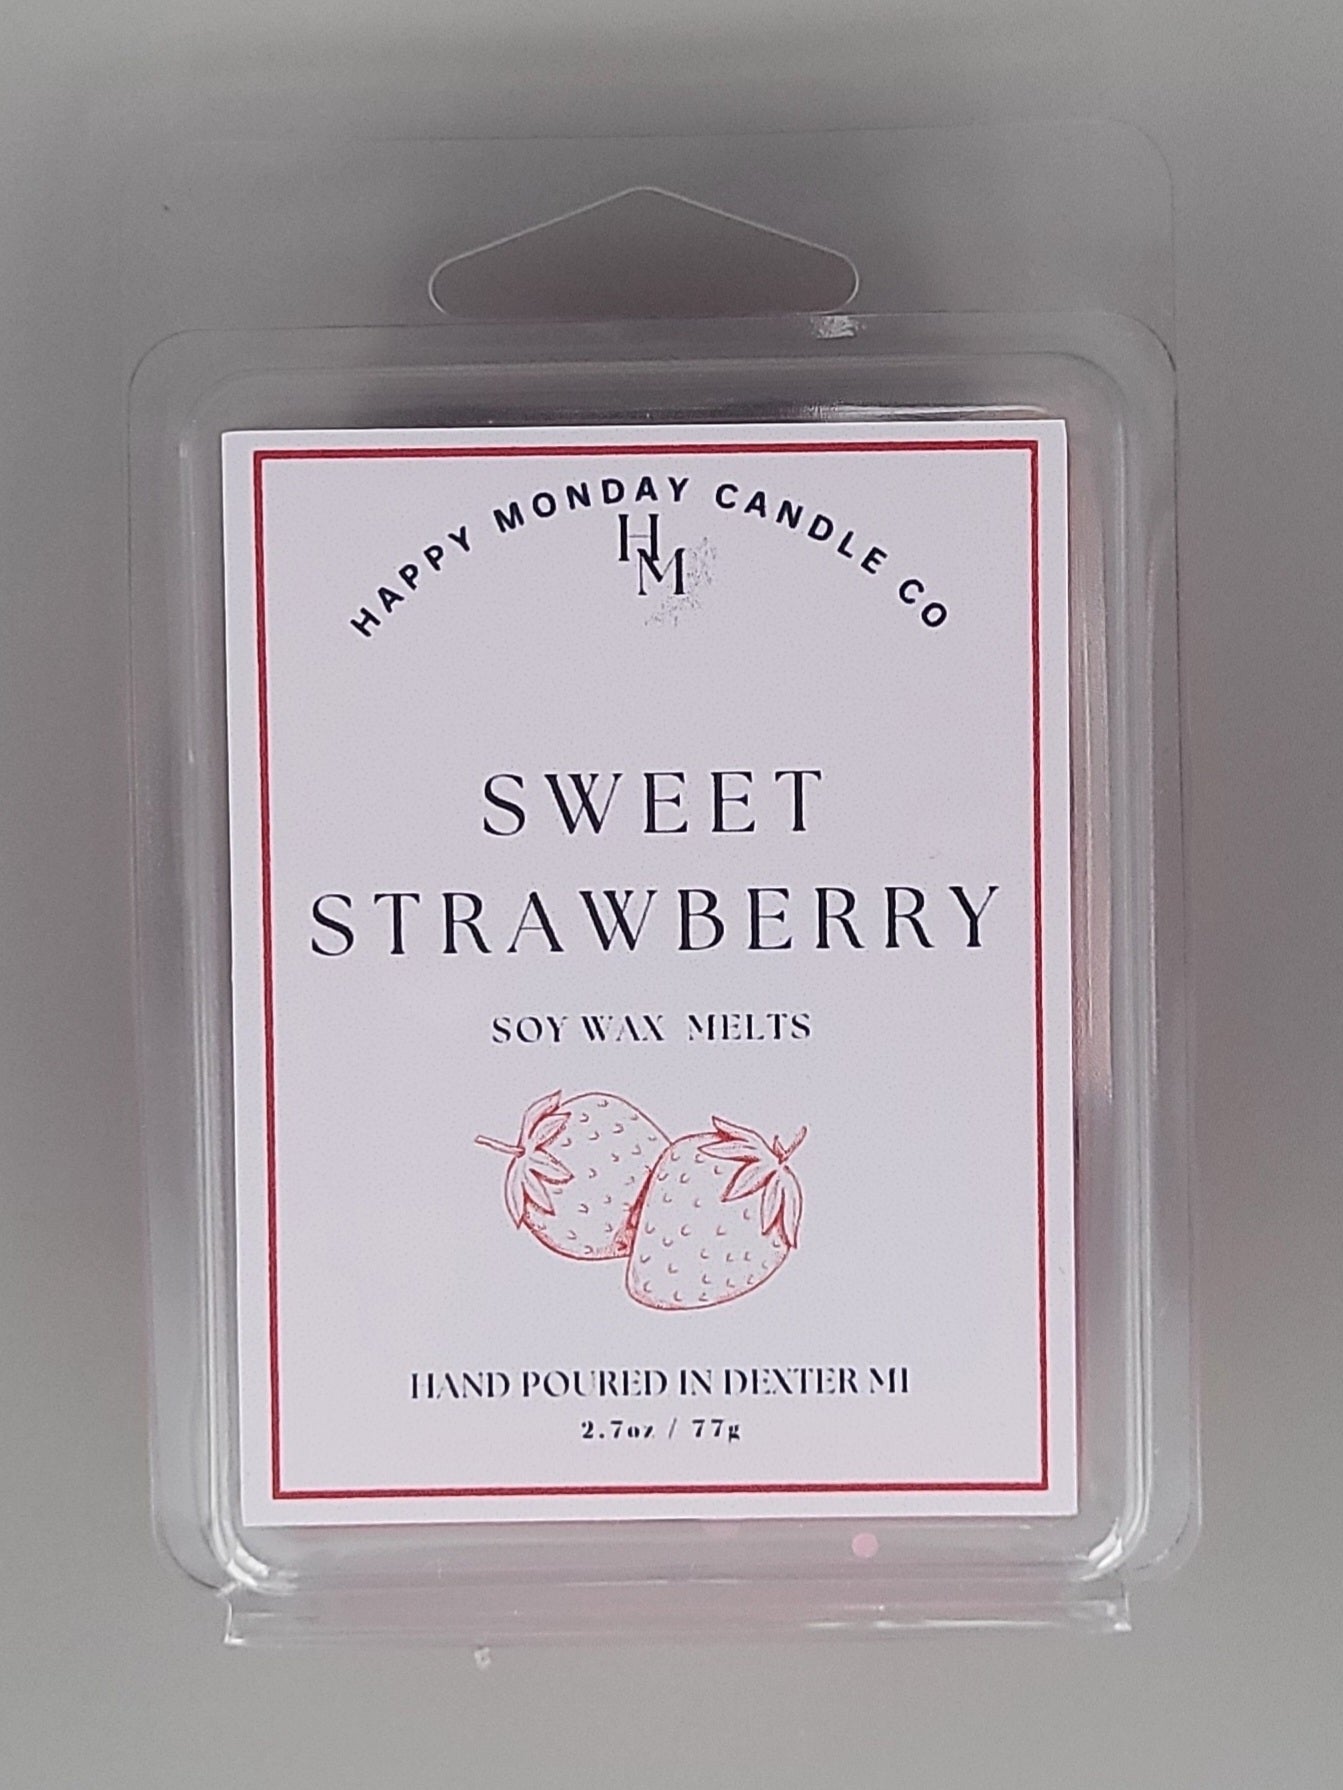 HAPPY MONDAY CANDLE CO
HM
SWEET
STRAWBERRY
SOY WAX MELTS
HAND POURED IN DEXTER MI
2.7oz / 77g